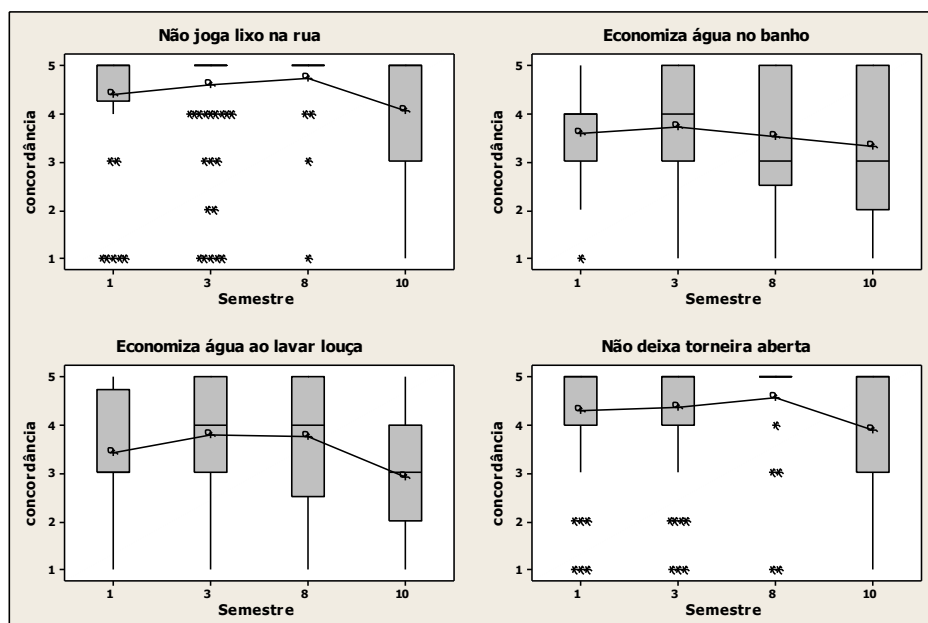 Não joga lixo na rua
concordância
5
4
3
2
1
1 3 8 10
Semestre
Economiza água no banho
concordância
5
4
3
2
1
1 3 8 10
Semestre
Economiza água ao lavar louça
concordância
5
4
3
2
1
1 3 8 10
Semestre
Não deixa torneira aberta
concordância
5
4
3
2
1
1 3 8 10
Semestre